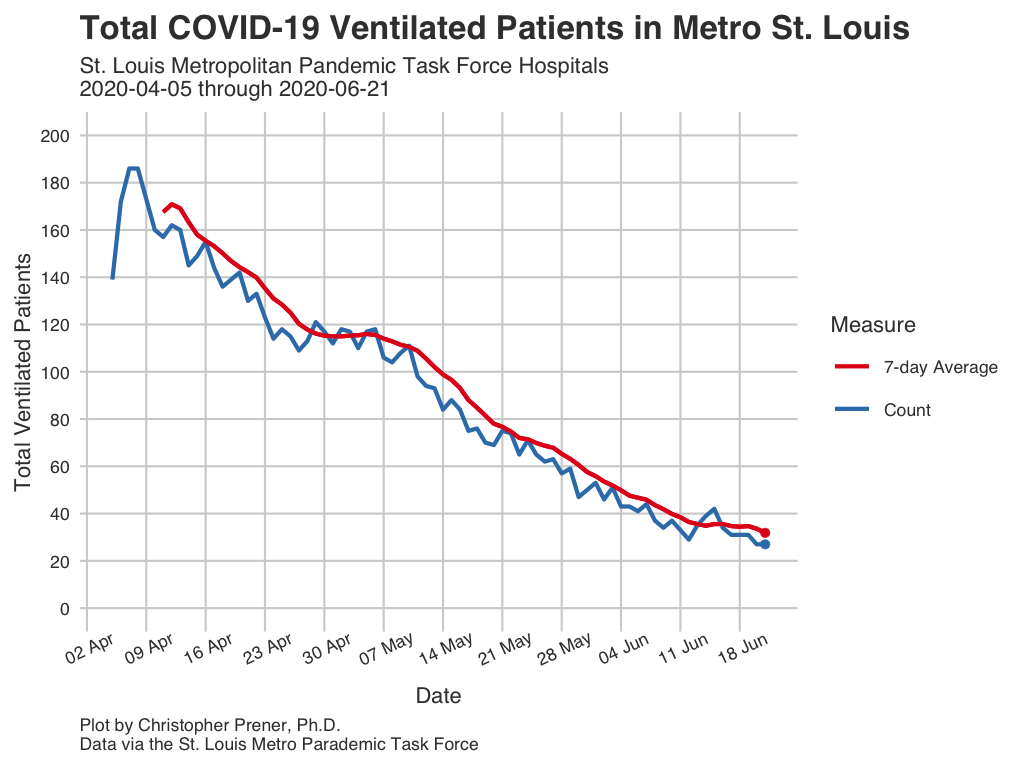 Total COVID-19 Ventilated Patients in Metro St. Louis
St. Louis Metropolitan Pandemic Task Force Hospitals
2020-04-05 through 2020-06-21
Total Ventilated Patients
200
180
160
140
120
100
80
60
40
20
0
02 Apr
09 Apr
16 Apr
23 Apr
30 Apr
07 May
14 May
21 May
28 May
04 Jun
11 Jun
18 Jun
Date
Measure
7-day Average
Count
Plot by Christopher Prener, Ph.D.
Data via the St. Louis Metro Parademic Task Force